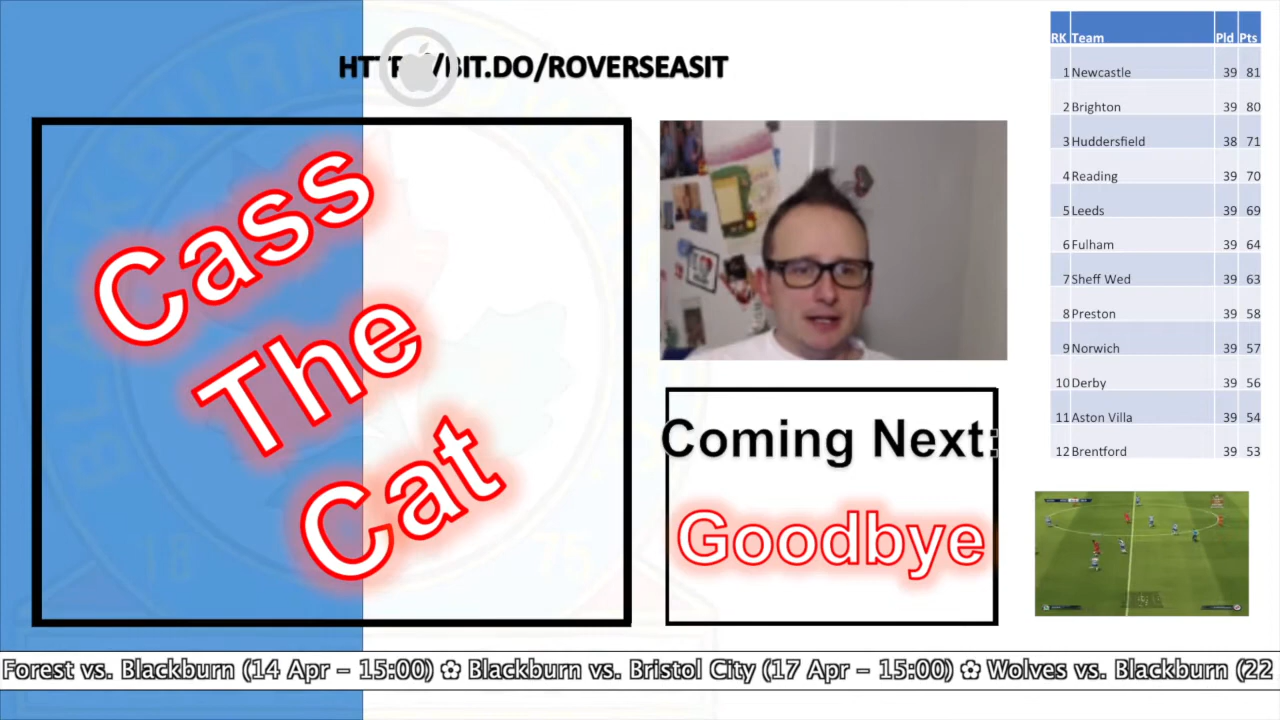 BIT.DO/ROVERSEASIT
Cass
The
Cat
Coming Next:
Goodbye
RK Team Pld Pts
1 Newcastle 39 81
2 Brighton 39 80
3 Huddersfield 38 71
4 Reading 39 70
5 Leeds 39 69
6 Fulham 39 64
7 Sheff Wed 39 63
8 Preston 39 58
9 Norwich 39 57
10 Derby 39 56
11 Aston Villa 39 54
12 Brentford 39 53
Forest vs. Blackburn (14 Apr – 15:00) ✿ Blackburn vs. Bristol City (17 Apr – 15:00) ✿ Wolves vs. Blackburn (22